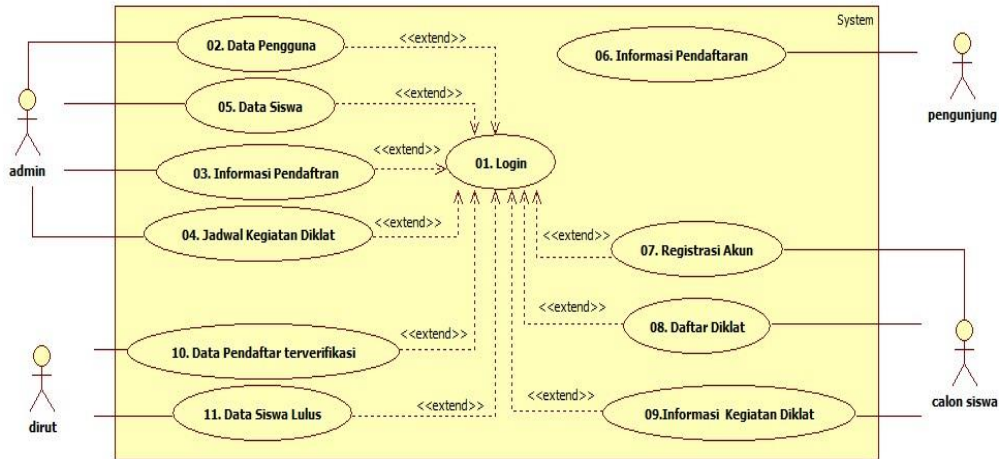 System
02. Data Pengguna
<<extend>>
06. Informasi Pendaftaran
05. Data Siswa
<<extend>>
pengunjung
admin
03. Informasi Pendaftran
<<extend>>
01. Login
04. Jadwal Kegiatan Diklat
<<extend>>
<<extend>>
07. Registrasi Akun
<<extend>>
08. Daftar Diklat
10. Data Pendaftar terverifikasi
<<extend>>
11. Data Siswa Lulus
<<extend>>
<<extend>>
09.Informasi Kegiatan Diklat
dirut
calon siswa